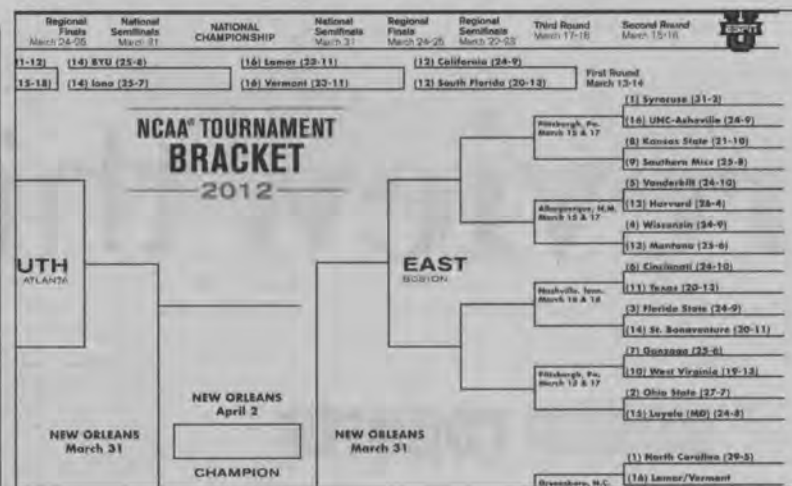 Regional Finals March 24-25
National Semifinals March 31
NATIONAL CHAMPIONSHIP
National Semifinals March 31
Regional Finals March 24-25
Regional Semifinals March 22-23
Third Round March 17-18
Second Round March 15-16
ESPN
(14) BYU (25-8)
(16) Lamar (23-11)
(12) California (24-9)
15-18)
(14) Iona (25-7)
(16) Vermont (23-11)
(12) South Florida (20-13)
First Round
March 13-14
NCAA® TOURNAMENT
BRACKET
2012
(1) Syracuse (31-2)
(16) UNC-Asheville (24-9)
Pittsburgh, Pa.
March 15 & 17
(8) Kansas State (21-10)
(9) Southern Miss (25-8)
(5) Vanderbilt (24-10)
(12) Harvard (26-4)
Albuquerque, N.M.
March 15 & 17
(4) Wisconsin (24-9)
(13) Montana (25-6)
UTH
ATLANTA
EAST
BOSTON
(6) Cincinnati (24-10)
(11) Texas (20-13)
Nashville, Tenn.
March 16 & 18
(3) Florida State (24-9)
(14) St. Bonaventure (20-11)
(7) Gonzaga (25-6)
(10) West Virginia (19-13)
Pittsburgh, Pa.
March 15 & 17
(2) Ohio State (27-7)
(15) Loyola (MD) (24-8)
NEW ORLEANS
April 2
NEW ORLEANS
March 31
NEW ORLEANS
March 31
CHAMPION
(1) North Carolina (29-5)
(16) Lamar/Vermont
Greensboro, N.C.